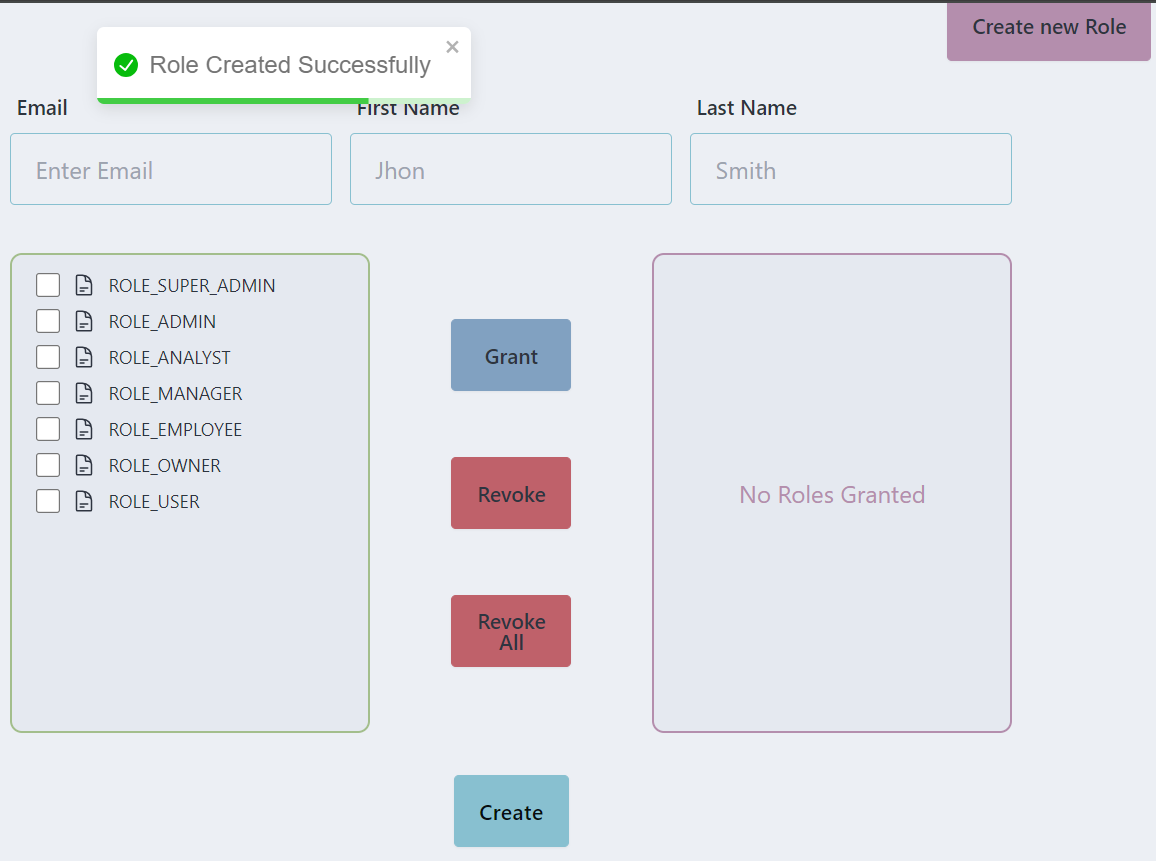 Create new Role
Role Created Successfully
Email
First Name
Last Name
Enter Email
Jhon
Smith
ROLE_SUPER_ADMIN
ROLE_ADMIN
ROLE_ANALYST
ROLE_MANAGER
ROLE_EMPLOYEE
ROLE_OWNER
ROLE_USER
Grant
Revoke
Revoke
All
No Roles Granted
Create